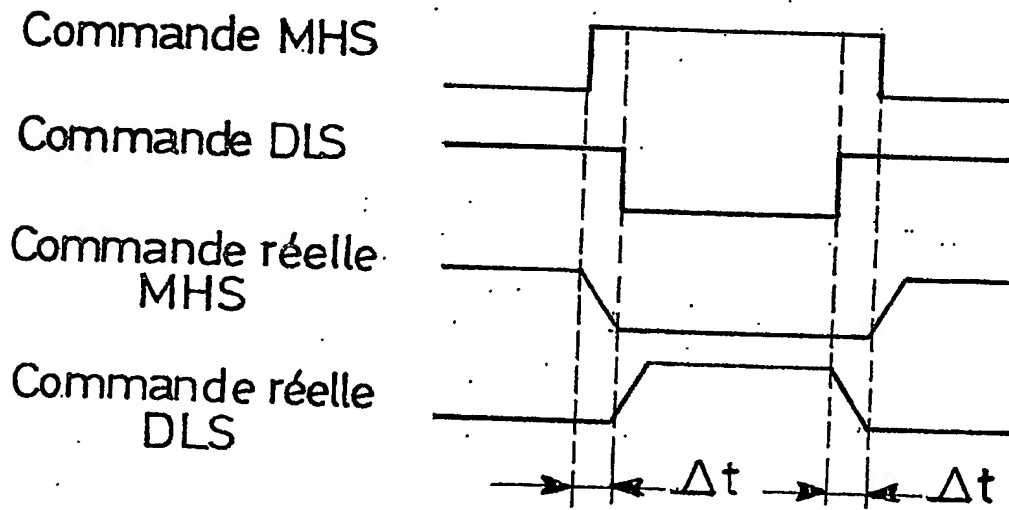 Commande MHS
Commande DLS
Commande réelle
MHS
Commande réelle
DLS
Δt Δt